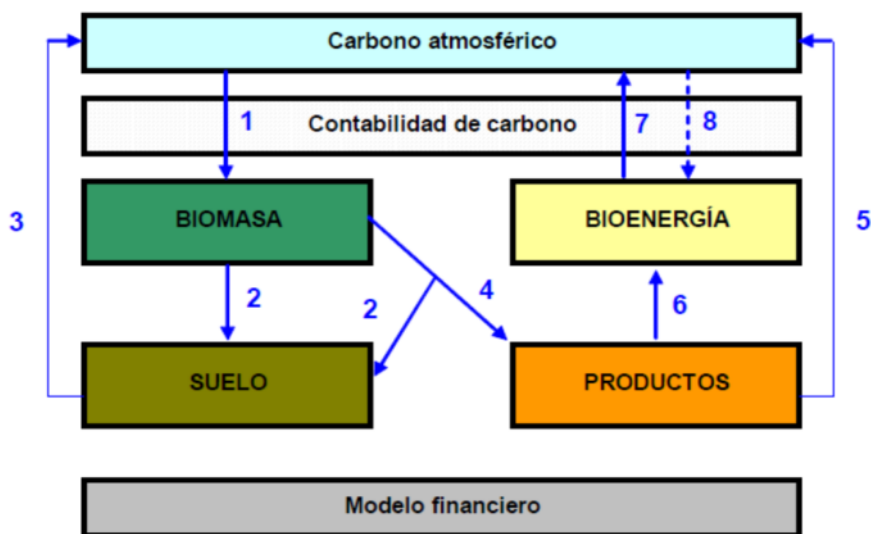 Carbono atmosférico
1
Contabilidad de carbono
7
8
3
BIOMASA
BIOENERGÍA
5
2
2
4
6
SUELO
PRODUCTOS
Modelo financiero